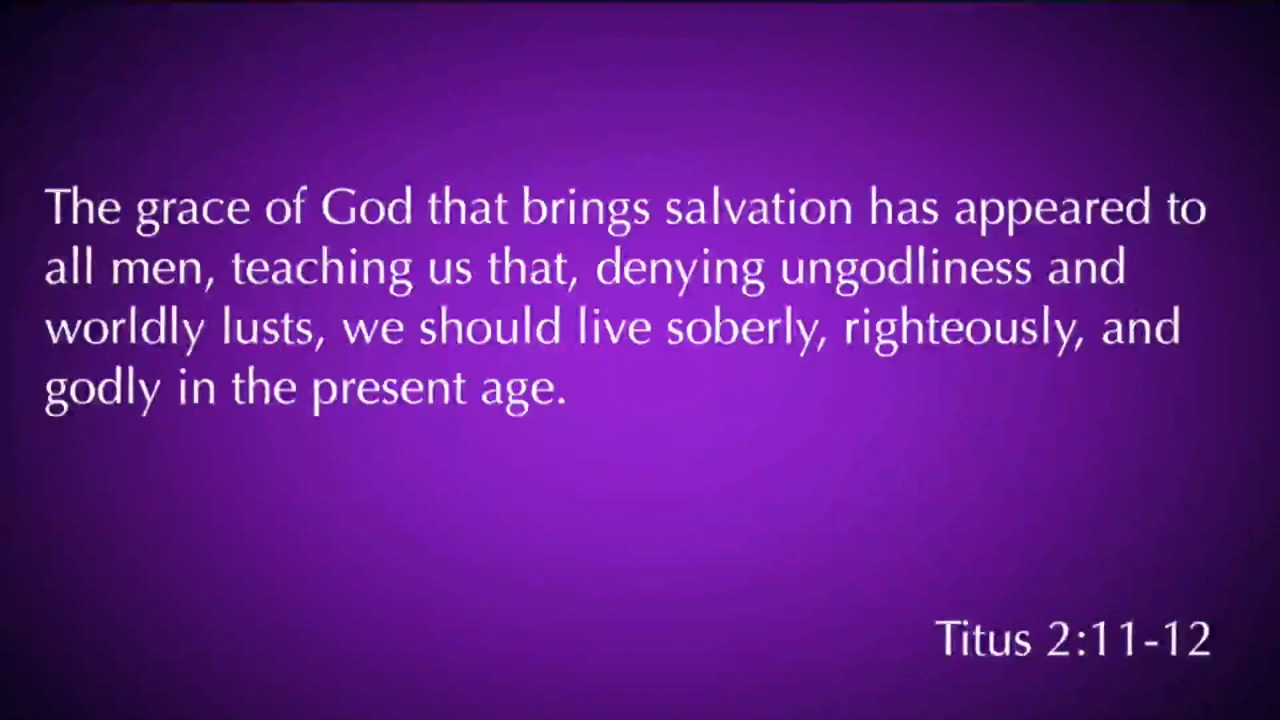 The grace of God that brings salvation has appeared to
all men, teaching us that, denying ungodliness and
worldly lusts, we should live soberly, righteously, and
godly in the present age.
Titus 2:11-12